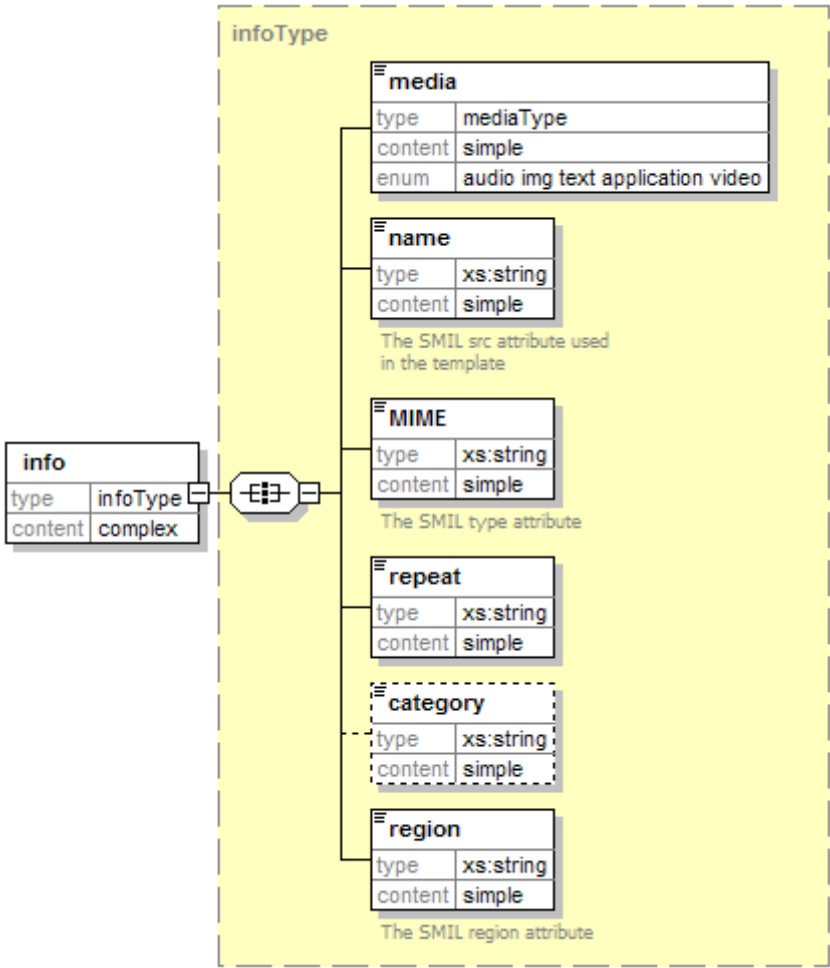 infoType
media
type mediaType
content simple
enum audio img text application video
name
type xs:string
content simple
The SMIL src attribute used
in the template
MIME
type xs:string
content simple
The SMIL type attribute
info
type infoType
content complex
repeat
type xs:string
content simple
category
type xs:string
content simple
region
type xs:string
content simple
The SMIL region attribute